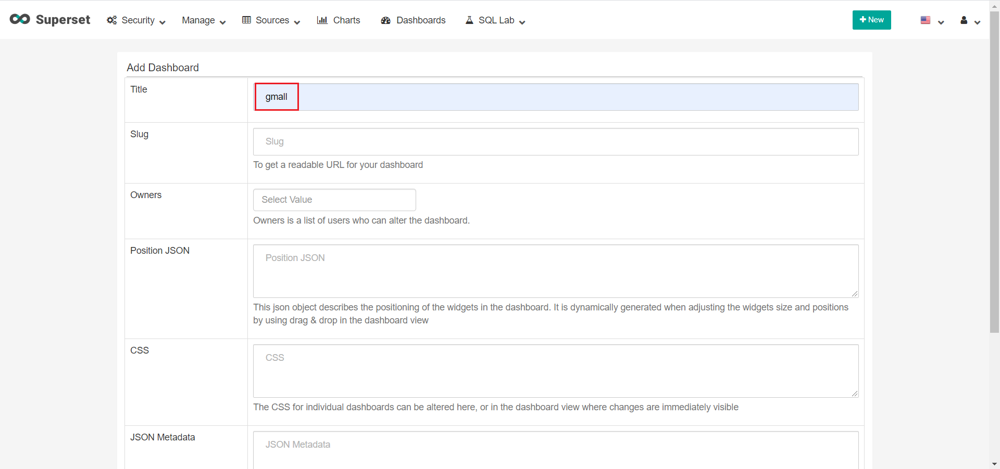 Superset Security Manage Sources Charts Dashboards SQL Lab New
Add Dashboard
Title
gmall
Slug
Slug
To get a readable URL for your dashboard
Owners
Select Value
Owners is a list of users who can alter the dashboard.
Position JSON
Position JSON
This json object describes the positioning of the widgets in the dashboard. It is dynamically generated when adjusting the widgets size and positions
by using drag & drop in the dashboard view
CSS
CSS
The CSS for individual dashboards can be altered here, or in the dashboard view where changes are immediately visible
JSON Metadata
JSON Metadata